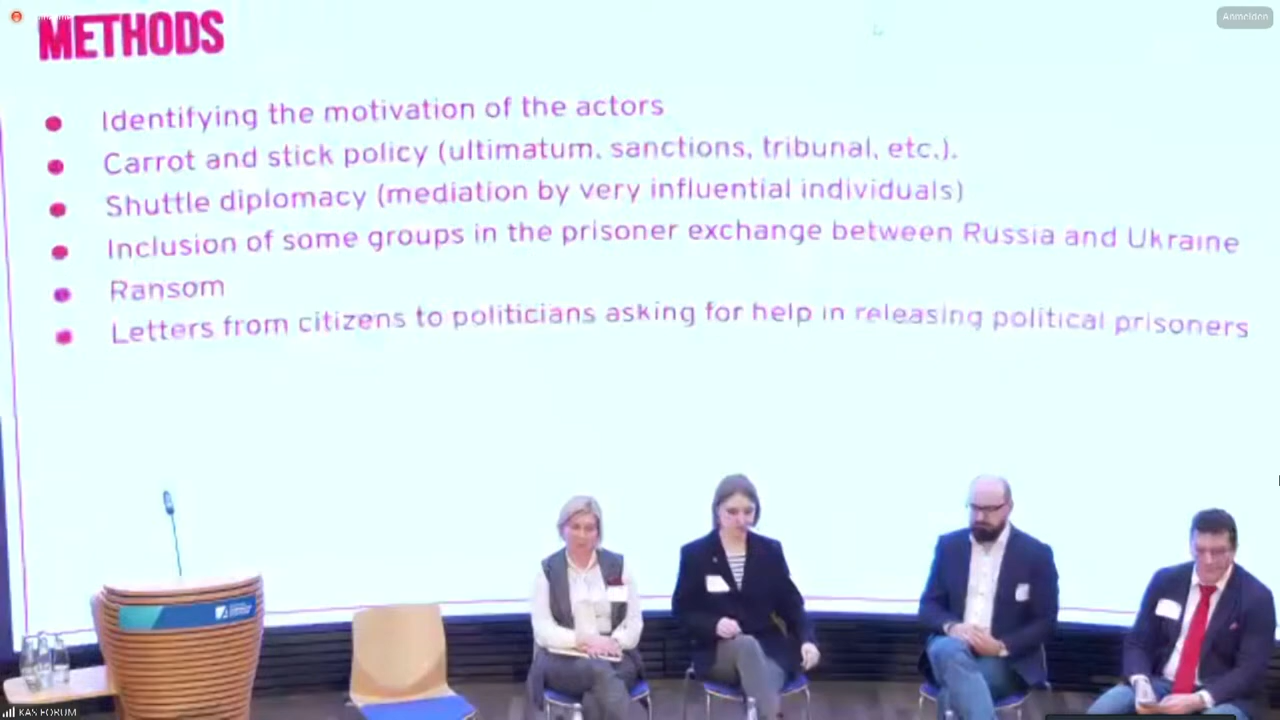 Anmelden
METHODS
Identifying the motivation of the actors
Carrot and stick policy (ultimatum, sanctions, tribunal, etc.).
Shuttle diplomacy (mediation by very influential individuals)
Inclusion of some groups in the prisoner exchange between Russia and Ukraine
Ransom
Letters from citizens to politicians asking for help in releasing political prisoners
KAS FORUM